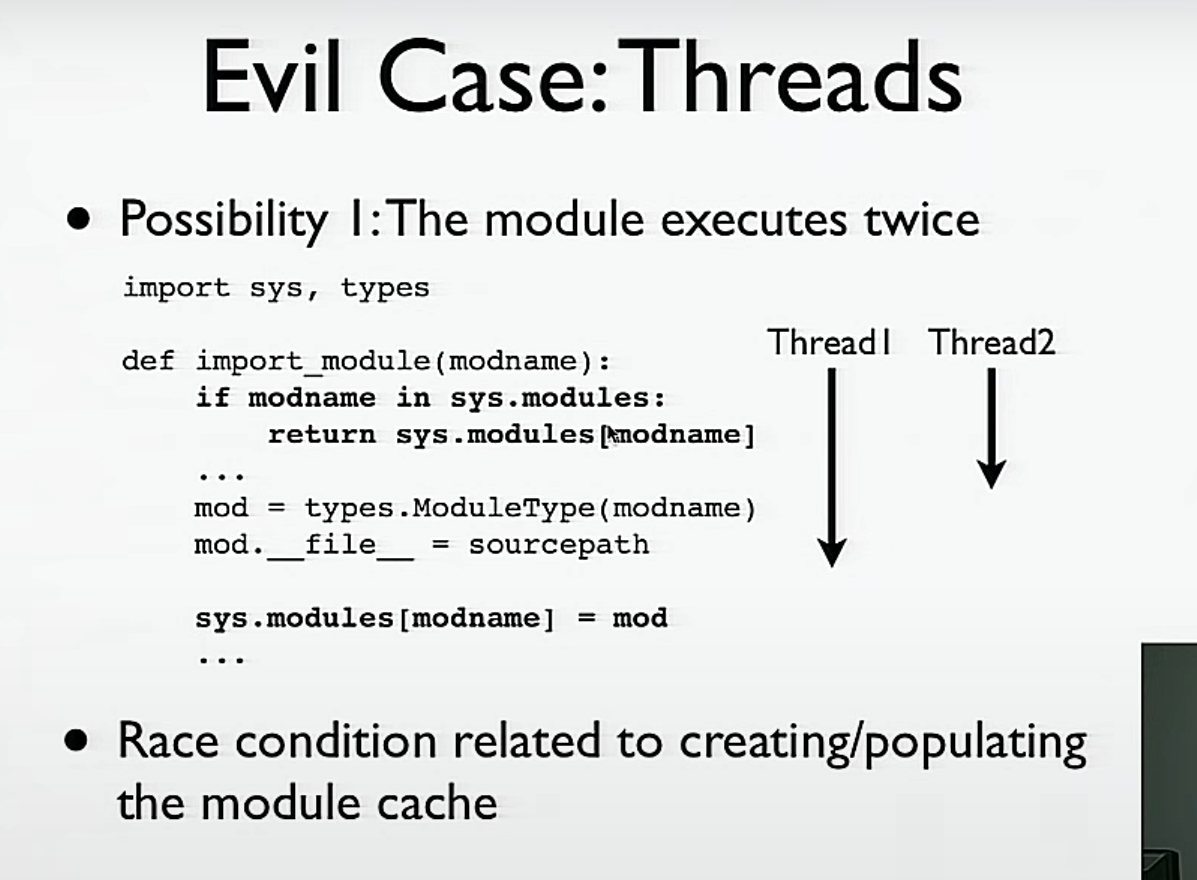 Evil Case: Threads
• Possibility 1: The module executes twice
import sys, types
Thread1 Thread2
def import_module(modname):
    if modname in sys.modules:
        return sys.modules[modname]
    ...
    mod = types.ModuleType(modname)
    mod.__file__ = sourcepath
    sys.modules[modname] = mod
    ...
• Race condition related to creating/populating
the module cache